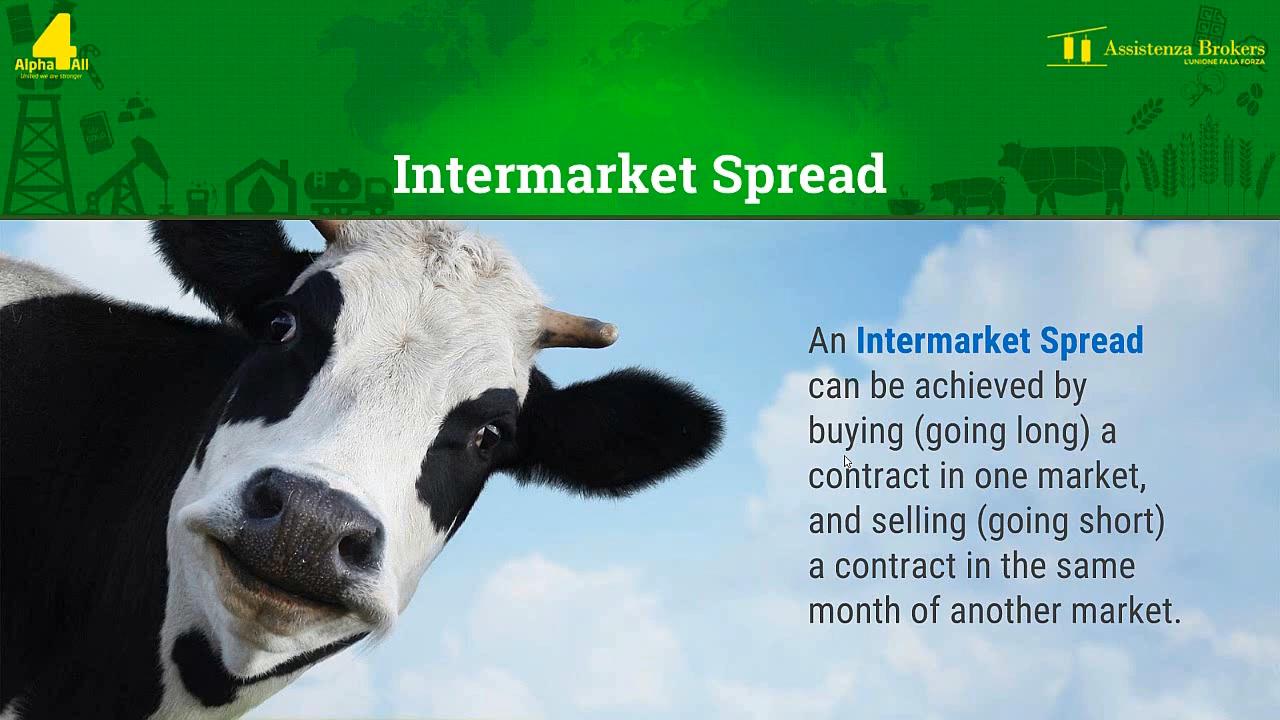 4
Alpha All
United we are stronger
Assistenza Brokers
L'UNIONE FA LA FORZA
Intermarket Spread
An Intermarket Spread
can be achieved by
buying (going long) a
contract in one market,
and selling (going short)
a contract in the same
month of another market.